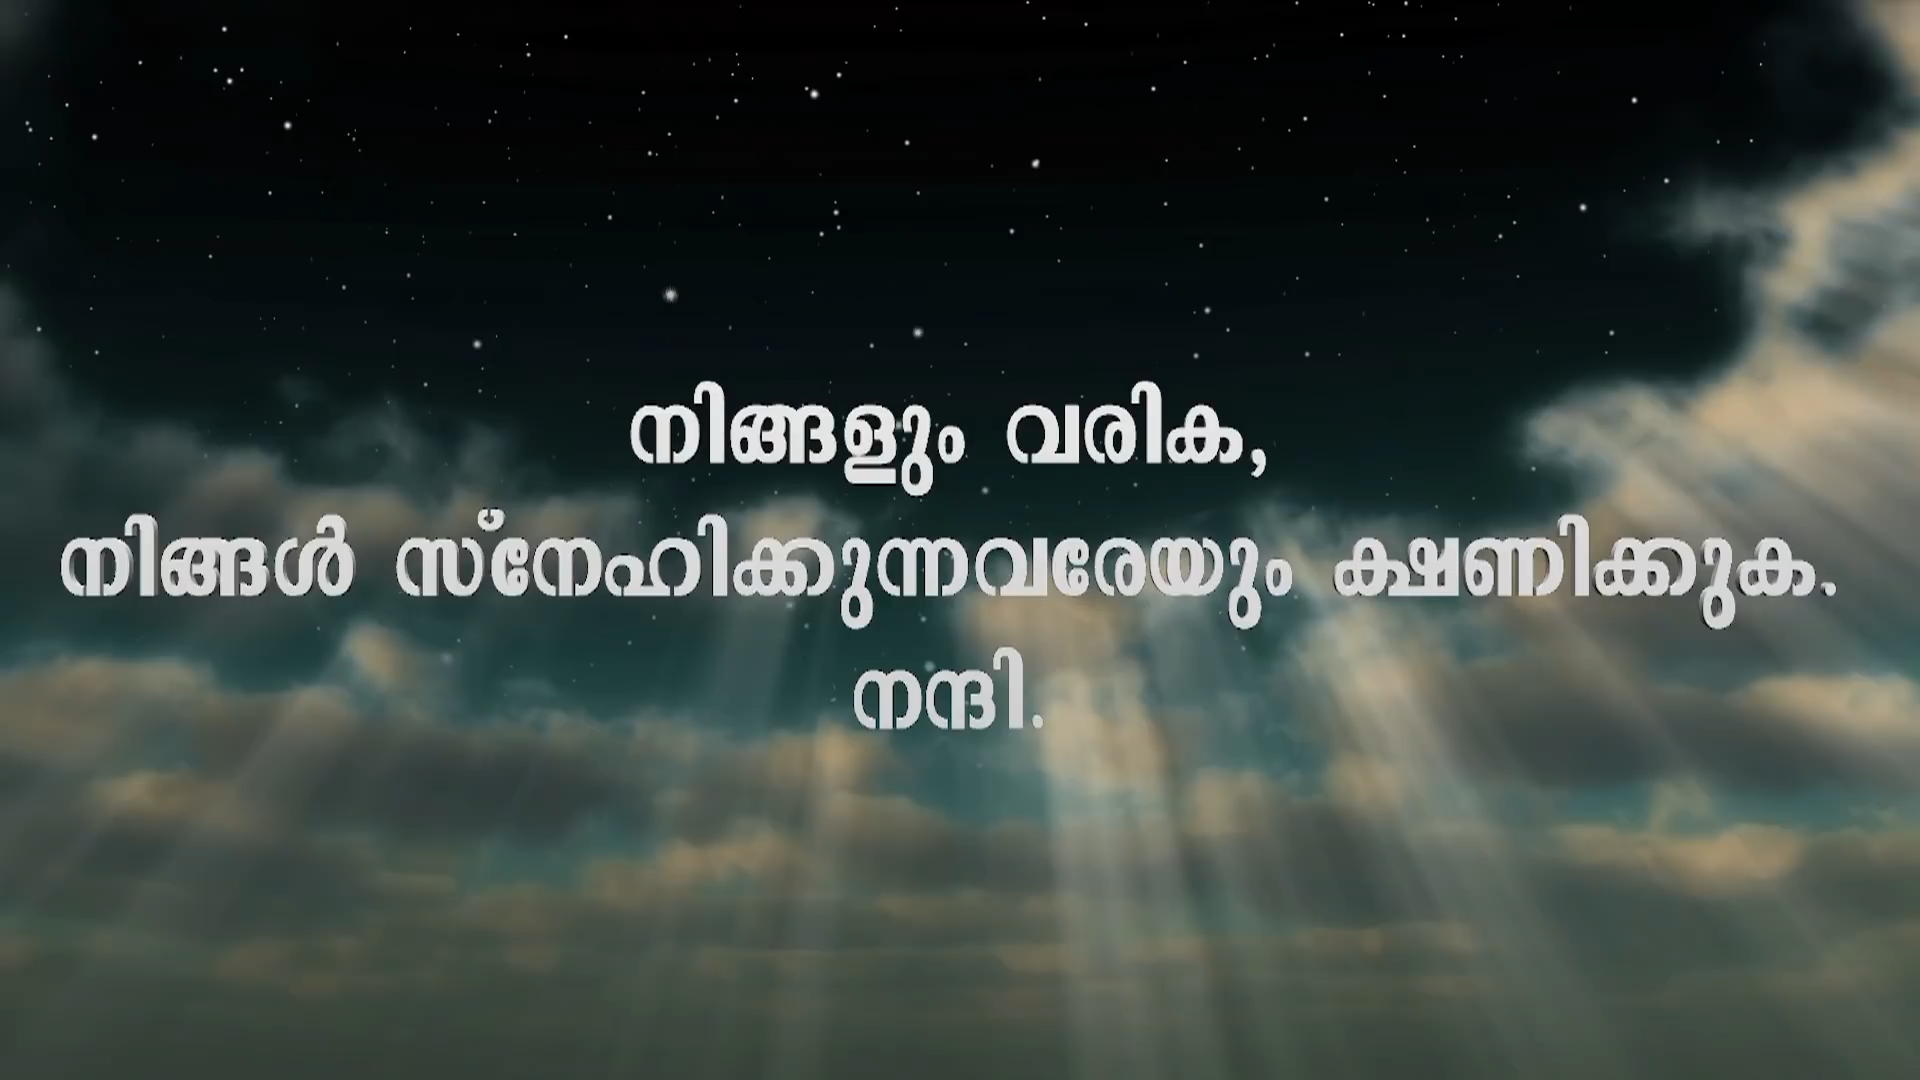 നിങ്ങളും വരിക,
നിങ്ങൾ സ്നേഹിക്കുന്നവരേയും ക്ഷണിക്കുക.
നന്ദി.